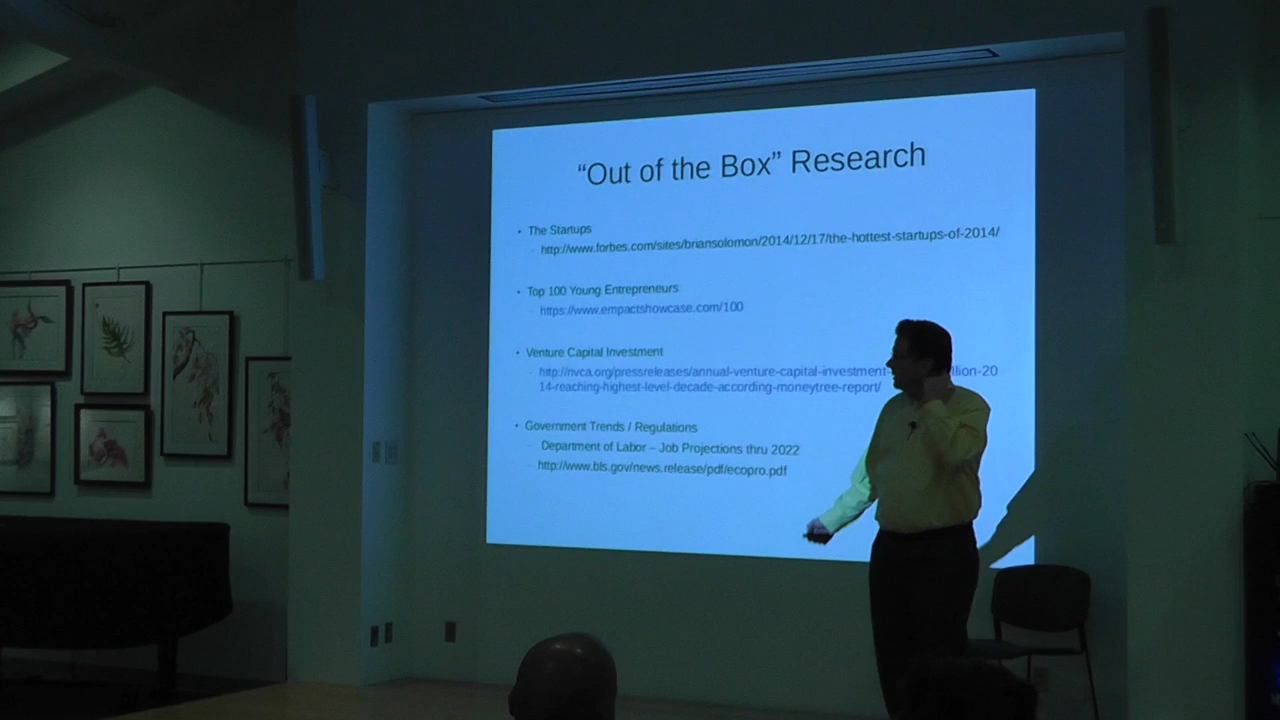 “Out of the Box” Research
• The Startups
– http://www.forbes.com/sites/briansolomon/2014/12/17/the-hottest-startups-of-2014/
• Top 100 Young Entrepreneurs
– https://www.empactshowcase.com/100
• Venture Capital Investment
– http://nvca.org/pressreleases/annual-venture-capital-investment- llion-20
14-reaching-highest-level-decade-according-moneytree-report/
• Government Trends / Regulations
– Department of Labor – Job Projections thru 2022
– http://www.bls.gov/news.release/pdf/ecopro.pdf